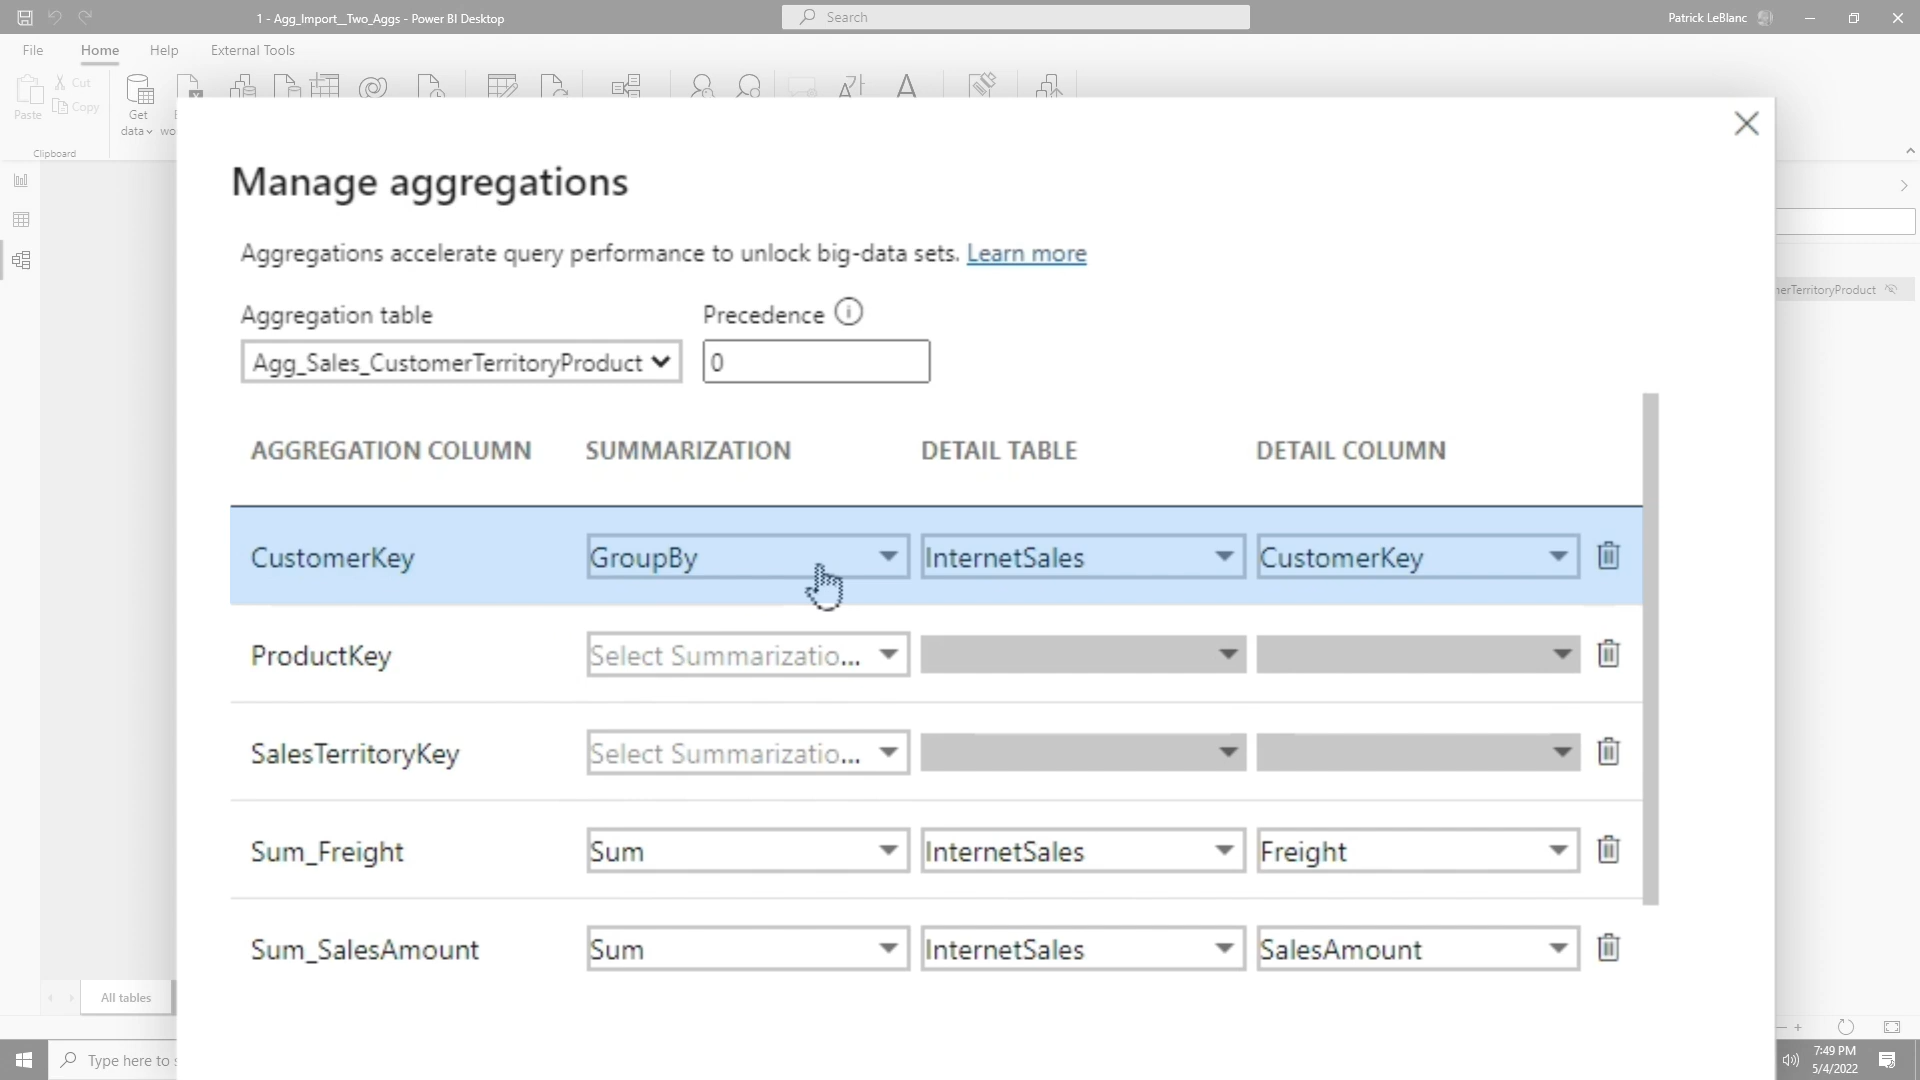 1 - Agg_Import__Two_Aggs - Power BI Desktop
Search
Patrick LeBlanc
File Home Help External Tools
Paste
Cut
Copy
Get
data
wo
Clipboard
Manage aggregations
Aggregations accelerate query performance to unlock big-data sets. Learn more
Aggregation table Precedence
Agg_Sales_CustomerTerritoryProduct 0
nerTerritoryProduct
AGGREGATION COLUMN SUMMARIZATION DETAIL TABLE DETAIL COLUMN
CustomerKey GroupBy InternetSales CustomerKey
ProductKey Select Summarizatio...
SalesTerritoryKey Select Summarizatio...
Sum_Freight Sum InternetSales Freight
Sum_SalesAmount Sum InternetSales SalesAmount
All tables
Type here to s
7:49 PM
5/4/2022